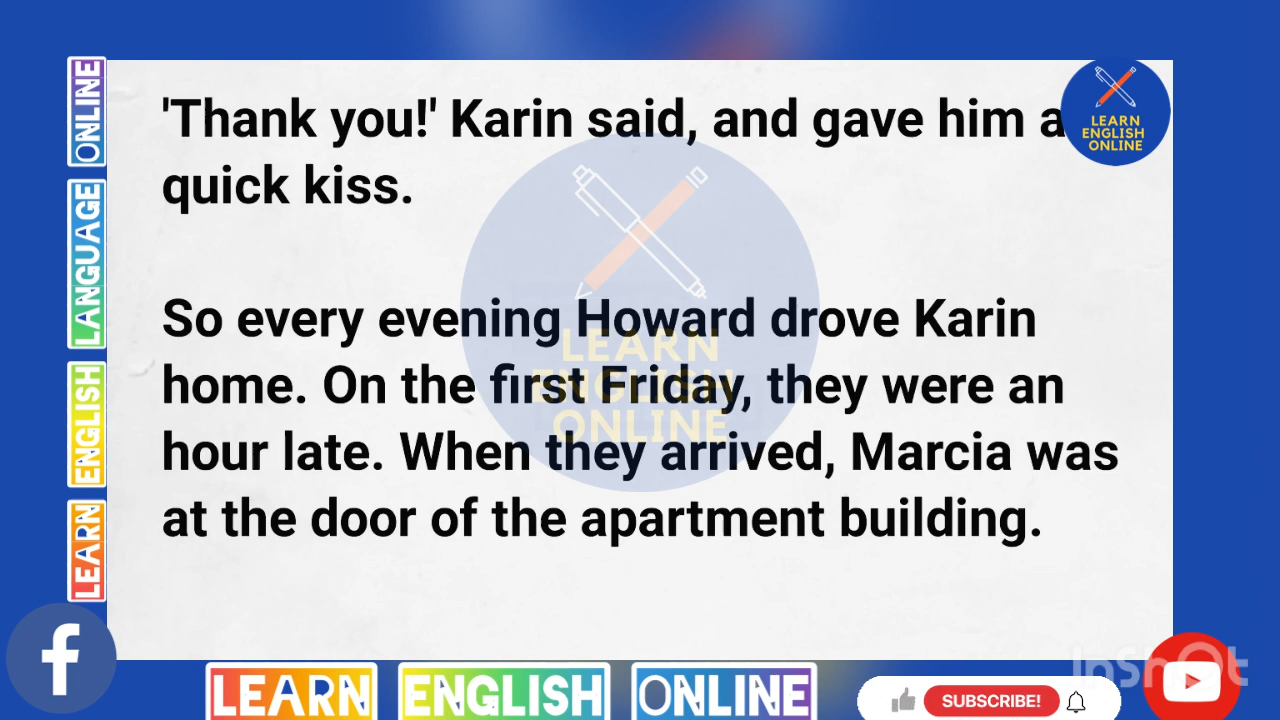 'Thank you!' Karin said, and gave him a
quick kiss.
So every evening Howard drove Karin
home. On the first Friday, they were an
hour late. When they arrived, Marcia was
at the door of the apartment building.
LEARN
ENGLISH
ONLINE
LEARN
ENGLISH
ONLINE
LEARN ENGLISH LANGUAGE ONLINE
LEARN ENGLISH ONLINE
f
SUBSCRIBE!
InShOt